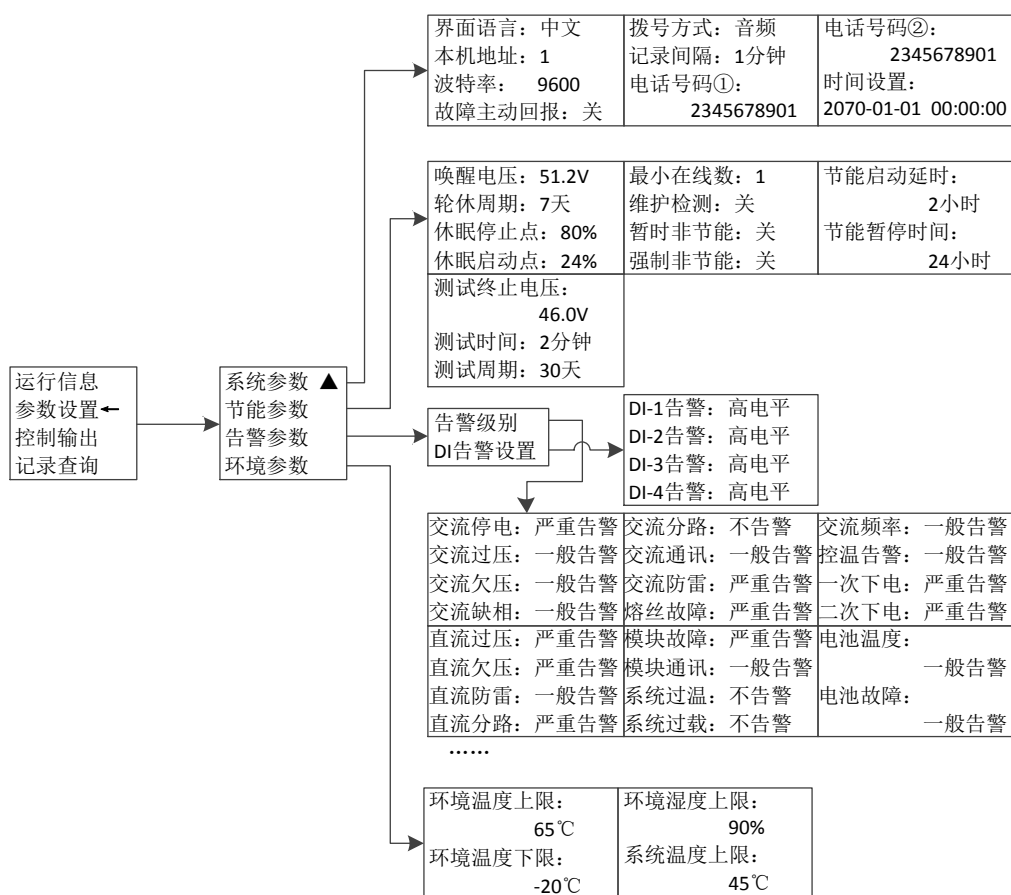 界面语言：中文
本机地址：1
波特率： 9600
故障主动回报：关
拨号方式：音频
记录间隔：1分钟
电话号码①：
2345678901
电话号码②：
2345678901
时间设置：
2070-01-01 00:00:00
唤醒电压：51.2V
轮休周期：7天
休眠停止点：80%
休眠启动点：24%
最小在线数：1
维护检测：关
暂时非节能：关
强制非节能：关
节能启动延时：
2小时
节能暂停时间：
24小时
测试终止电压：
46.0V
测试时间：2分钟
测试周期：30天
运行信息
参数设置←
控制输出
记录查询
系统参数 ▲
节能参数
告警参数
环境参数
告警级别
DI告警设置
DI-1告警：高电平
DI-2告警：高电平
DI-3告警：高电平
DI-4告警：高电平
交流停电：严重告警
交流过压：一般告警
交流欠压：一般告警
交流缺相：一般告警
交流分路：不告警
交流通讯：一般告警
交流防雷：严重告警
熔丝故障：严重告警
交流频率：一般告警
控温告警：一般告警
一次下电：严重告警
二次下电：严重告警
直流过压：严重告警
直流欠压：严重告警
直流防雷：一般告警
直流分路：严重告警
模块故障：严重告警
模块通讯：一般告警
系统过温：不告警
系统过载：不告警
电池温度：
一般告警
电池故障：
一般告警
……
环境温度上限：
65℃
环境温度下限：
-20℃
环境湿度上限：
90%
系统温度上限：
45℃